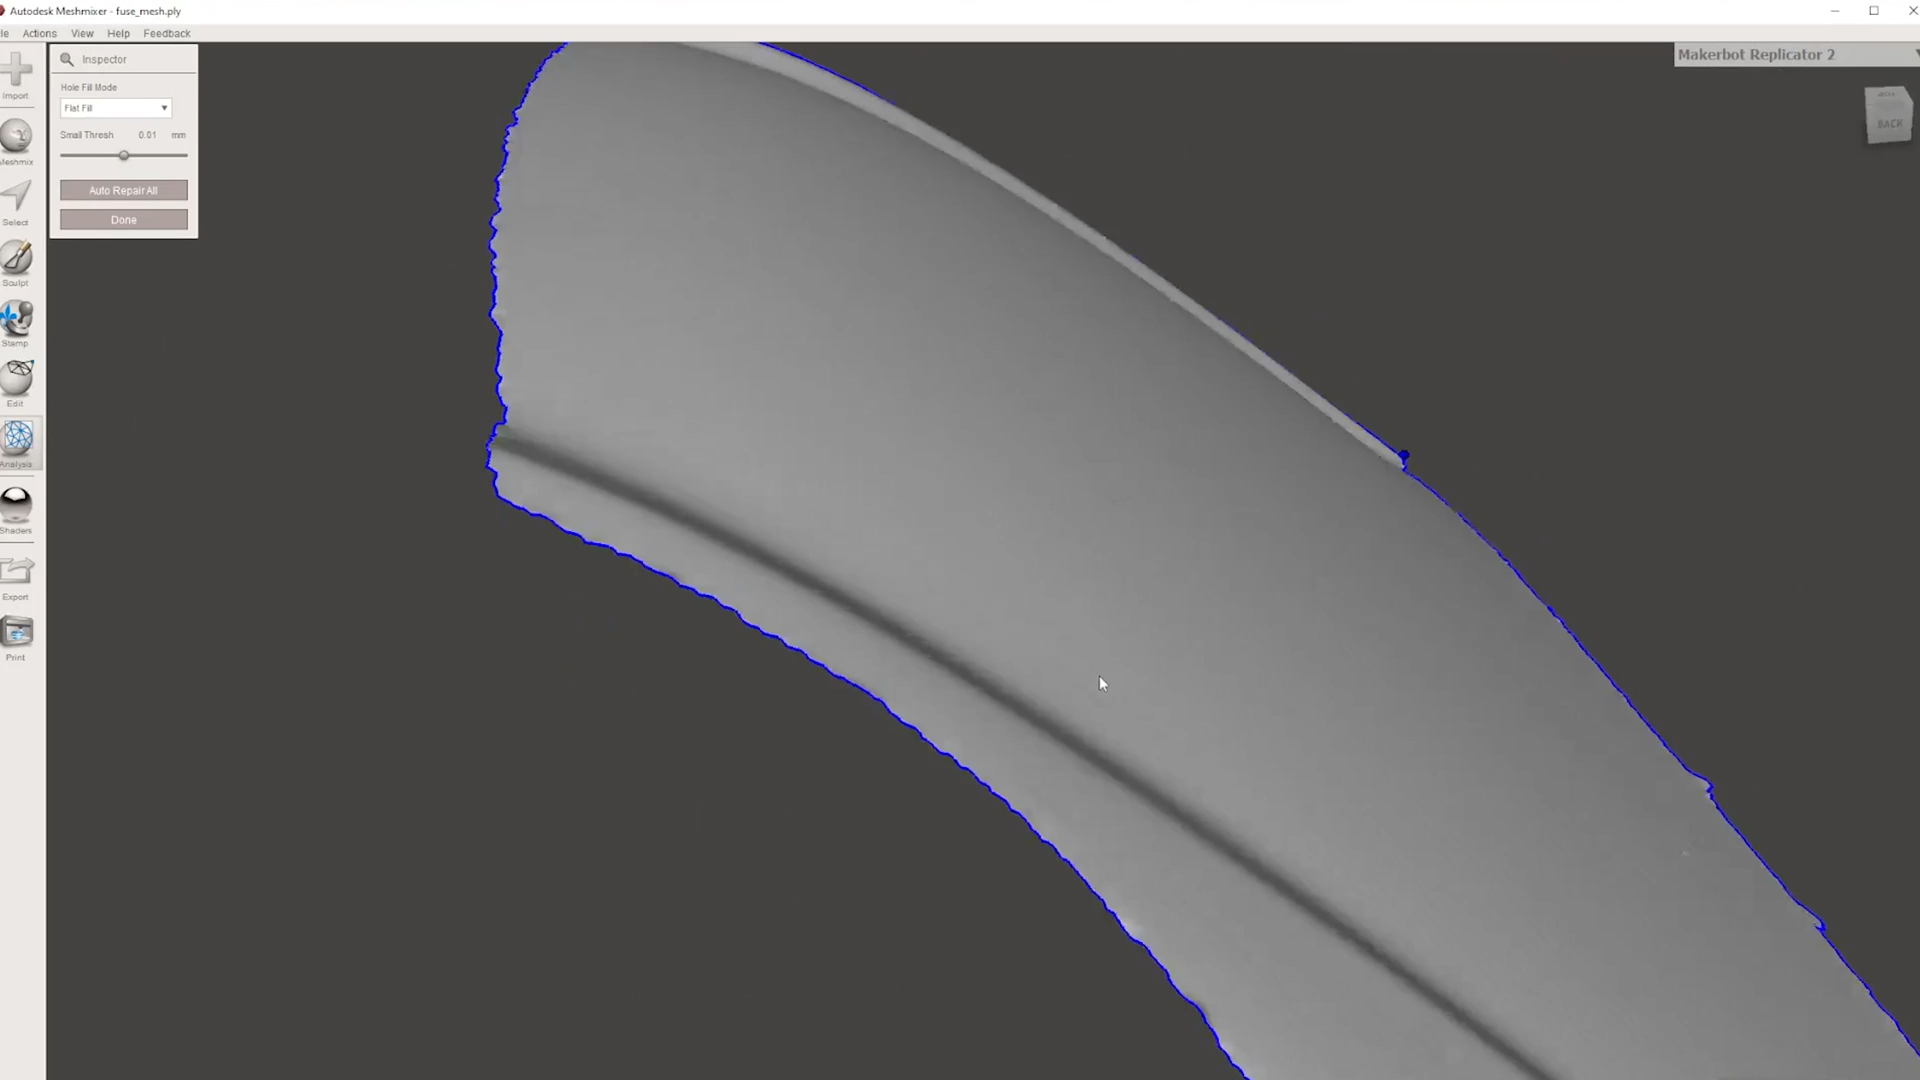 Autodesk Meshmixer - fuse_mesh.ply
le Actions View Help Feedback
Import
Meshmix
Select
Sculpt
Stamp
Edit
Analysis
Shaders
Export
Print
Inspector
Hole Fill Mode
Flat Fill
Small Thresh 0.01 mm
Auto Repair All
Done
Makerbot Replicator 2
BACK